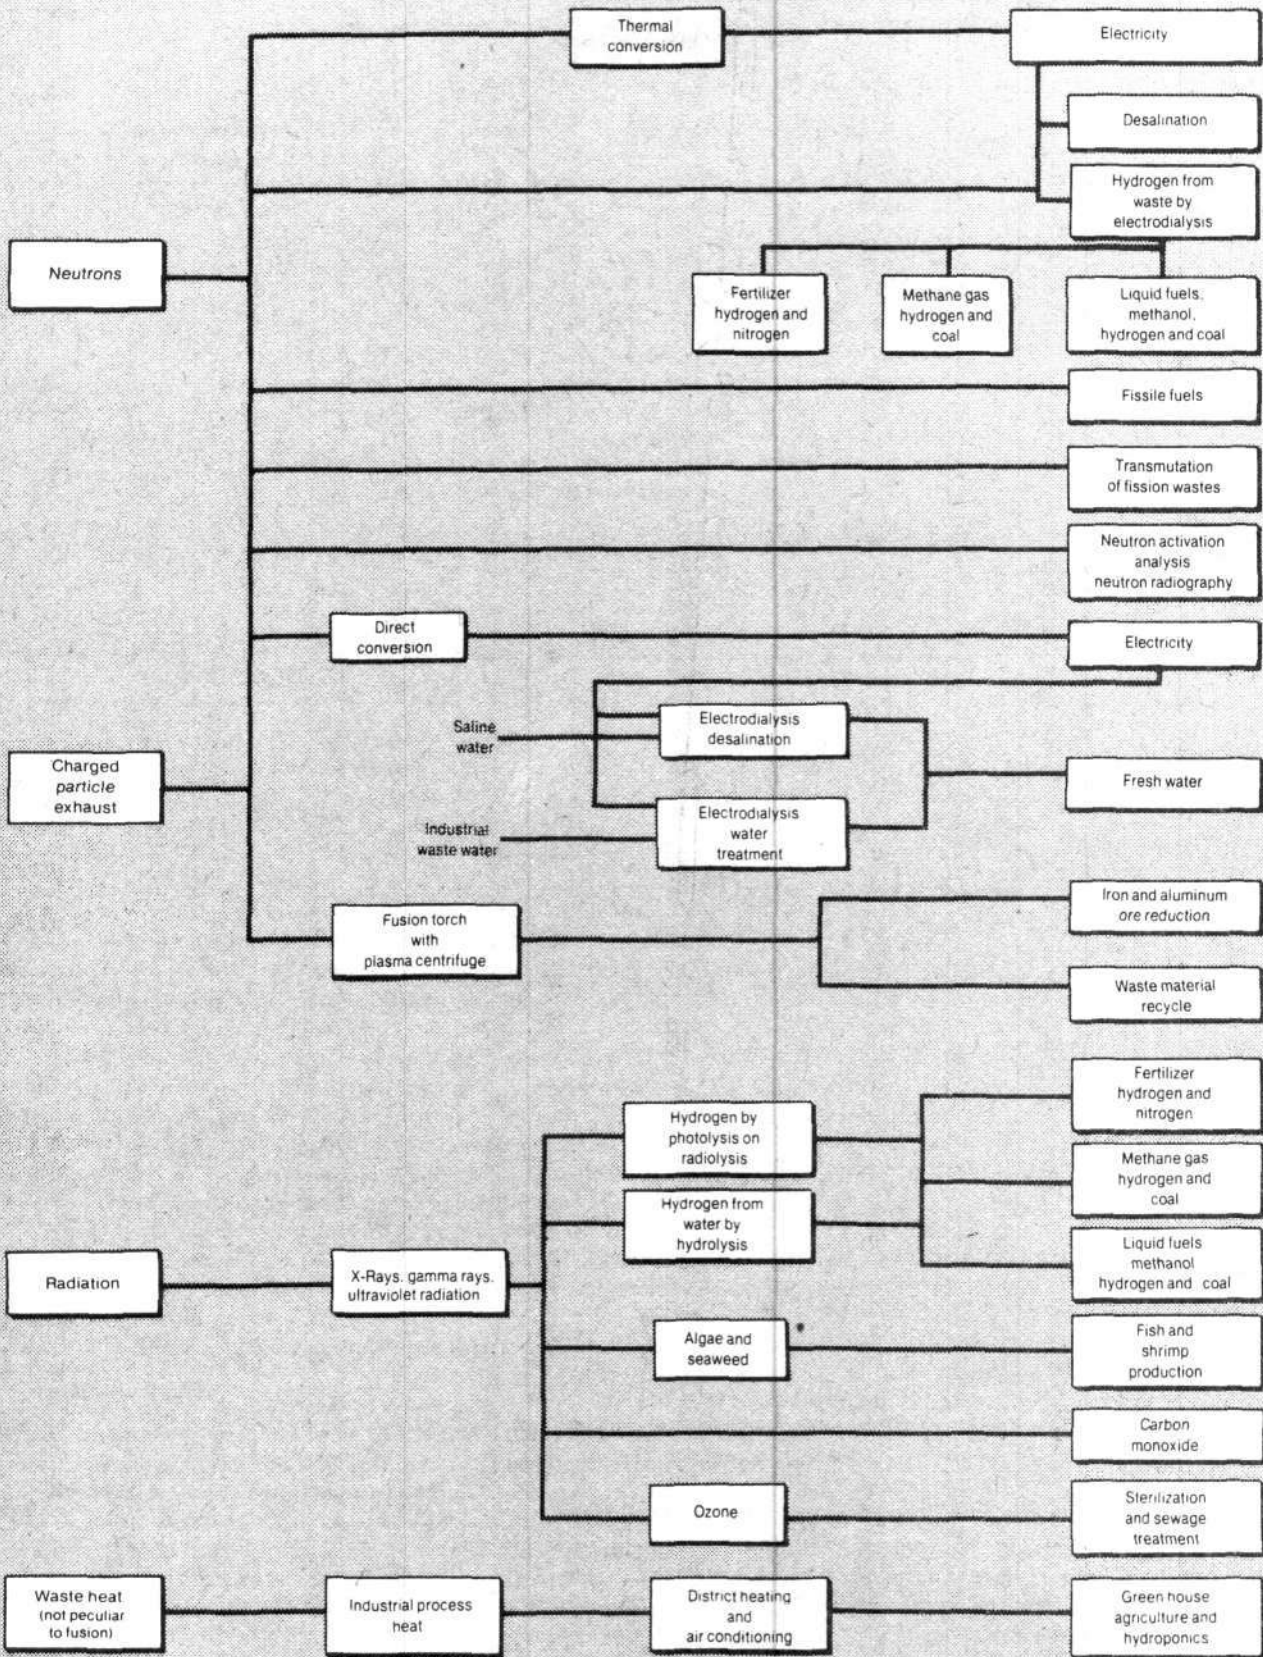 Thermal
conversion
Electricity
Desalination
Hydrogen from
waste by
electrodialysis
Neutrons
Fertilizer
hydrogen and
nitrogen
Methane gas
hydrogen and
coal
Liquid fuels,
methanol,
hydrogen and coal
Fissile fuels
Transmutation
of fission wastes
Neutron activation
analysis
neutron radiography
Direct
conversion
Electricity
Saline
water
Electrodialysis
desalination
Charged
particle
exhaust
Fresh water
Industrial
waste water
Electrodialysis
water
treatment
Iron and aluminum
ore reduction
Fusion torch
with
plasma centrifuge
Waste material
recycle
Fertilizer
hydrogen and
nitrogen
Hydrogen by
photolysis on
radiolysis
Methane gas
hydrogen and
coal
Hydrogen from
water by
hydrolysis
Liquid fuels
methanol
hydrogen and coal
Radiation
X-Rays, gamma rays,
ultraviolet radiation
Algae and
seaweed
Fish and
shrimp
production
Carbon
monoxide
Ozone
Sterilization
and sewage
treatment
Waste heat
(not peculiar
to fusion)
Industrial process
heat
District heating
and
air conditioning
Green house
agriculture and
hydroponics